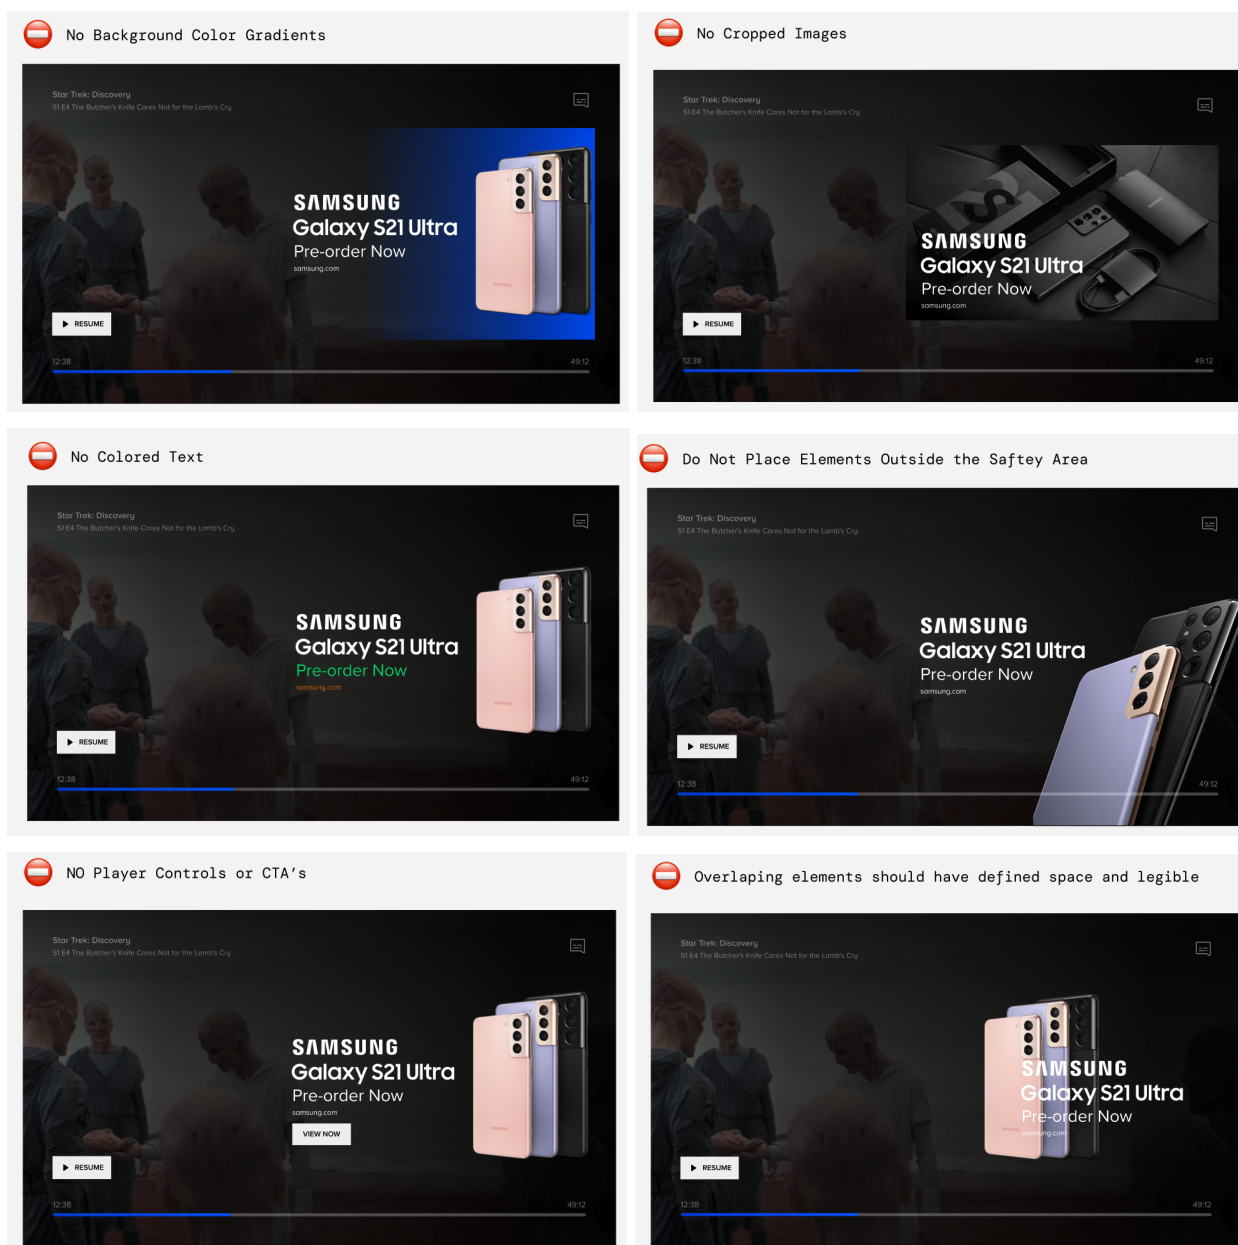 No Background Color Gradients
Star Trek: Discovery
S1 E4 The Butcher's Knife Cares Not for the Lamb's Cry
SAMSUNG
Galaxy S21 Ultra
Pre-order Now
samsung.com
RESUME
12:38
49:12
No Cropped Images
Star Trek: Discovery
S1 E4 The Butcher's Knife Cares Not for the Lamb's Cry
SAMSUNG
Galaxy S21 Ultra
Pre-order Now
samsung.com
RESUME
12:38
49:12
No Colored Text
Star Trek: Discovery
S1 E4 The Butcher's Knife Cares Not for the Lamb's Cry
SAMSUNG
Galaxy S21 Ultra
Pre-order Now
samsung.com
RESUME
12:38
49:12
Do Not Place Elements Outside the Saftey Area
Star Trek: Discovery
S1 E4 The Butcher's Knife Cares Not for the Lamb's Cry
SAMSUNG
Galaxy S21 Ultra
Pre-order Now
samsung.com
RESUME
12:38
49:12
NO Player Controls or CTA's
Star Trek: Discovery
S1 E4 The Butcher's Knife Cares Not for the Lamb's Cry
SAMSUNG
Galaxy S21 Ultra
Pre-order Now
samsung.com
VIEW NOW
RESUME
12:38
49:12
Overlaping elements should have defined space and legible
Star Trek: Discovery
S1 E4 The Butcher's Knife Cares Not for the Lamb's Cry
SAMSUNG
Galaxy S21 Ultra
Pre-order Now
samsung.com
RESUME
12:38
49:12